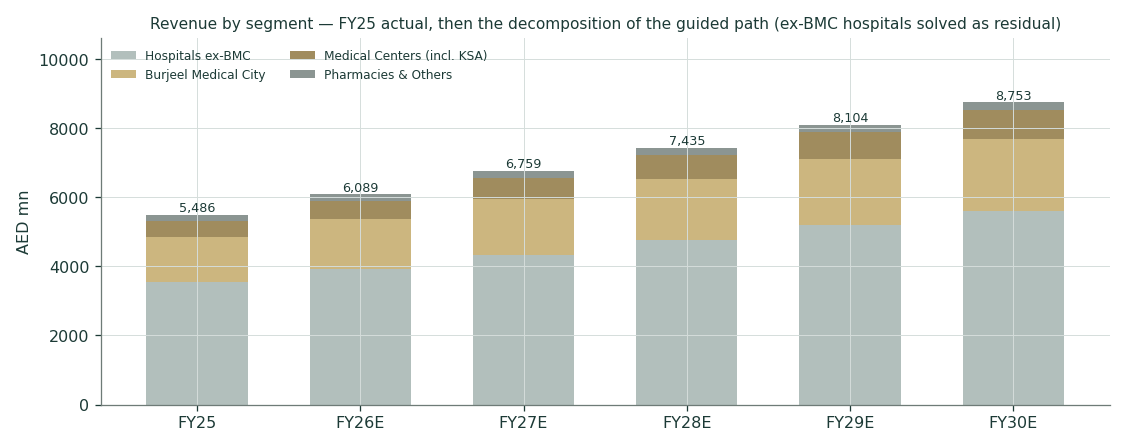 Revenue by segment — FY25 actual, then the decomposition of the guided path (ex-BMC hospitals solved as residual)
Hospitals ex-BMC
Burjeel Medical City
Medical Centers (incl. KSA)
Pharmacies & Others
AED mn
10000
8000
6000
4000
2000
0
5,486
6,089
6,759
7,435
8,104
8,753
FY25
FY26E
FY27E
FY28E
FY29E
FY30E